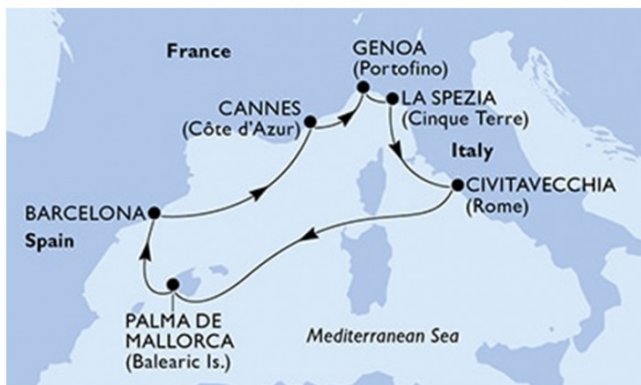 France
GENOA
(Portofino)
CANNES
(Côte d'Azur)
LA SPEZIA
(Cinque Terre)
Italy
CIVITAVECCHIA
(Rome)
BARCELONA
Spain
PALMA DE
MALLORCA
(Balearic Is.)
Mediterranean Sea